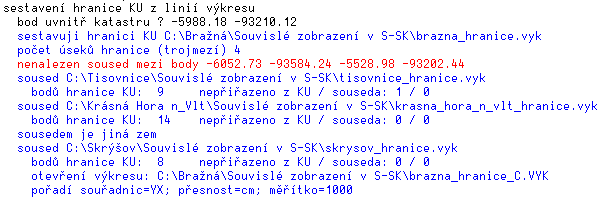 sestavení hranice KU z linií výkresu
bod uvnitř katastru ? -5988.18 -93210.12
sestavuji hranici KU C:\Bražná\Souvislé zobrazení v S-SK\brazna_hranice.vyk
počet úseků hranice (trojmezí) 4
nenalezen soused mezi body -6052.73 -93584.24 -5528.98 -93202.44
soused C:\Tisovnice\Souvislé zobrazení v S-SK\tisovnice_hranice.vyk
bodů hranice KU: 9 nepřiřazeno z KU / souseda: 1 / 0
soused C:\Krásná Hora n_Vlt\Souvislé zobrazení v S-SK\krasna_hora_n_vlt_hranice.vyk
bodů hranice KU: 14 nepřiřazeno z KU / souseda: 0 / 0
sousedem je jiná zem
soused C:\Skrýšov\Souvislé zobrazení v S-SK\skrysov_hranice.vyk
bodů hranice KU: 8 nepřiřazeno z KU / souseda: 0 / 0
otevření výkresu: C:\Bražná\Souvislé zobrazení v S-SK\brazna_hranice_C.VYK
pořadí souřadnic=YX; přesnost=cm; měřítko=1000